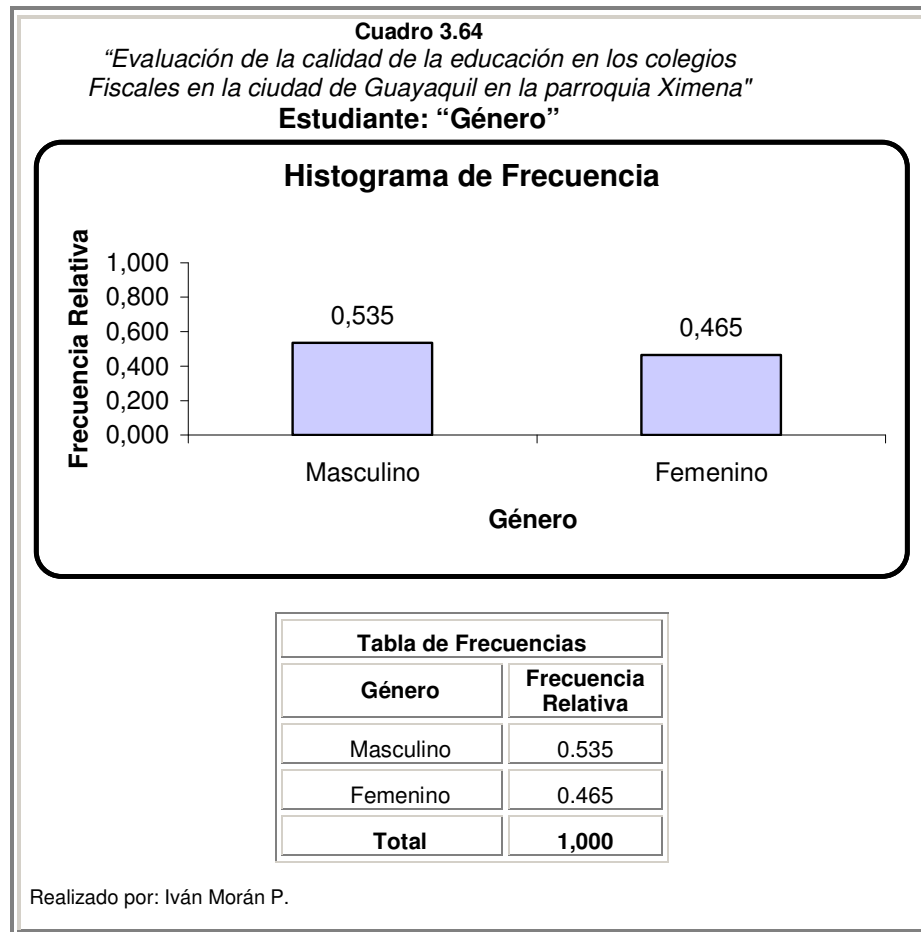 Cuadro 3.64
“Evaluación de la calidad de la educación en los colegios
Fiscales en la ciudad de Guayaquil en la parroquia Ximena"
Estudiante: “Género”
Histograma de Frecuencia
Frecuencia Relativa
1,000
0,800
0,600
0,400
0,200
0,000
0,535
0,465
Masculino
Femenino
Género
Tabla de Frecuencias
Género
Frecuencia
Relativa
Masculino 0.535
Femenino 0.465
Total 1,000
Realizado por: Iván Morán P.